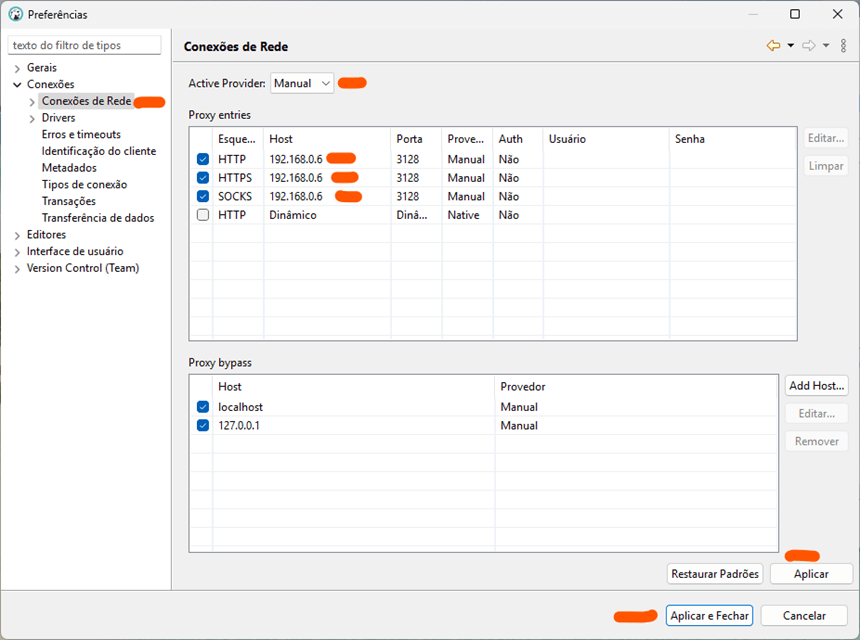 Preferências
texto do filtro de tipos
Gerais
Conexões
Conexões de Rede
Drivers
Erros e timeouts
Identificação do cliente
Metadados
Tipos de conexão
Transações
Transferência de dados
Editores
Interface de usuário
Version Control (Team)
Conexões de Rede
Active Provider: Manual
Proxy entries
Esque... Host Porta Prove... Auth Usuário Senha
HTTP 192.168.0.6 3128 Manual Não
HTTPS 192.168.0.6 3128 Manual Não
SOCKS 192.168.0.6 3128 Manual Não
HTTP Dinâmico Dinâ... Native Não
Editar...
Limpar
Proxy bypass
Host Provedor
localhost Manual
127.0.0.1 Manual
Add Host...
Editar...
Remover
Restaurar Padrões Aplicar
Aplicar e Fechar Cancelar